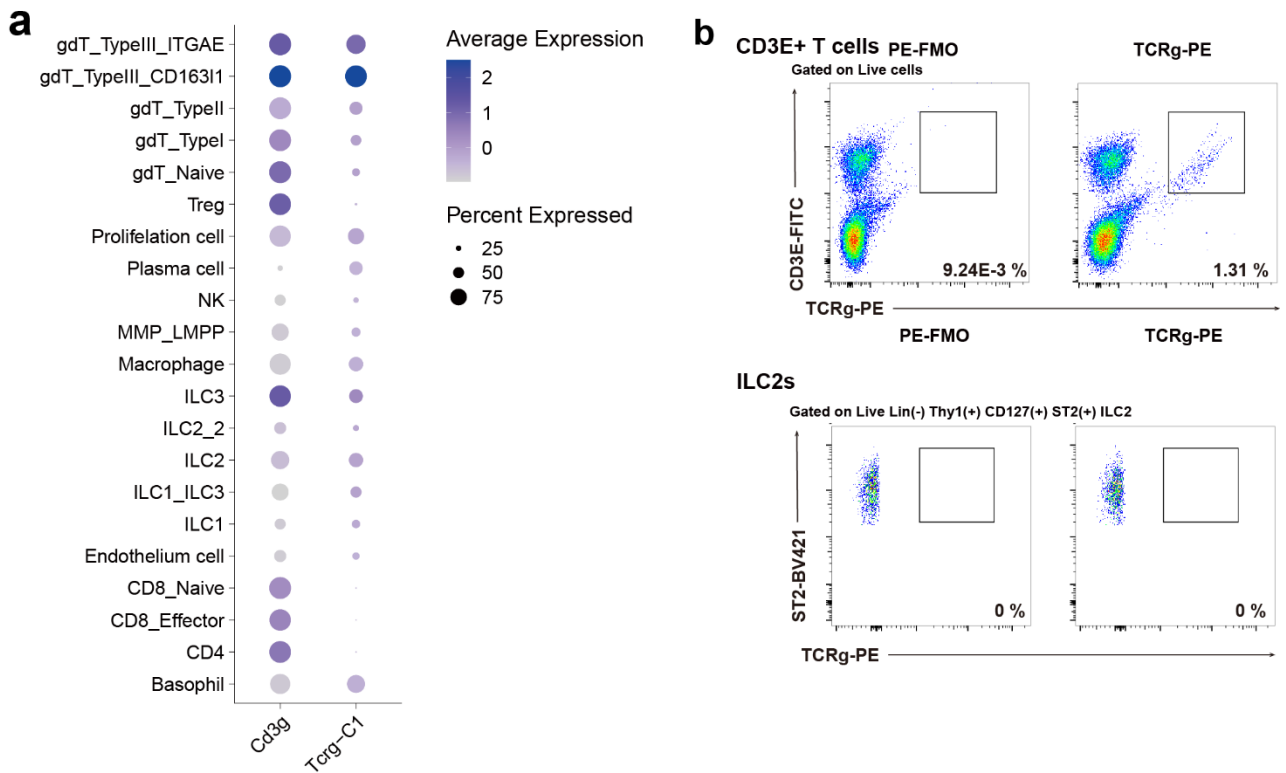 a
gdT_TypeIII_ITGAE
gdT_TypeIII_CD163l1
gdT_TypeII
gdT_TypeI
gdT_Naive
Treg
Prolifelation cell
Plasma cell
NK
MMP_LMPP
Macrophage
ILC3
ILC2_2
ILC2
ILC1_ILC3
ILC1
Endothelium cell
CD8_Naive
CD8_Effector
CD4
Basophil
Cd3g
Tcrg−C1
Average Expression
2
1
0
Percent Expressed
25
50
75
b
CD3E+ T cells
PE-FMO
TCRg-PE
Gated on Live cells
CD3E-FITC
9.24E-3 %
1.31 %
TCRg-PE
PE-FMO
TCRg-PE
ILC2s
Gated on Live Lin(-) Thy1(+) CD127(+) ST2(+) ILC2
ST2-BV421
0 %
0 %
TCRg-PE